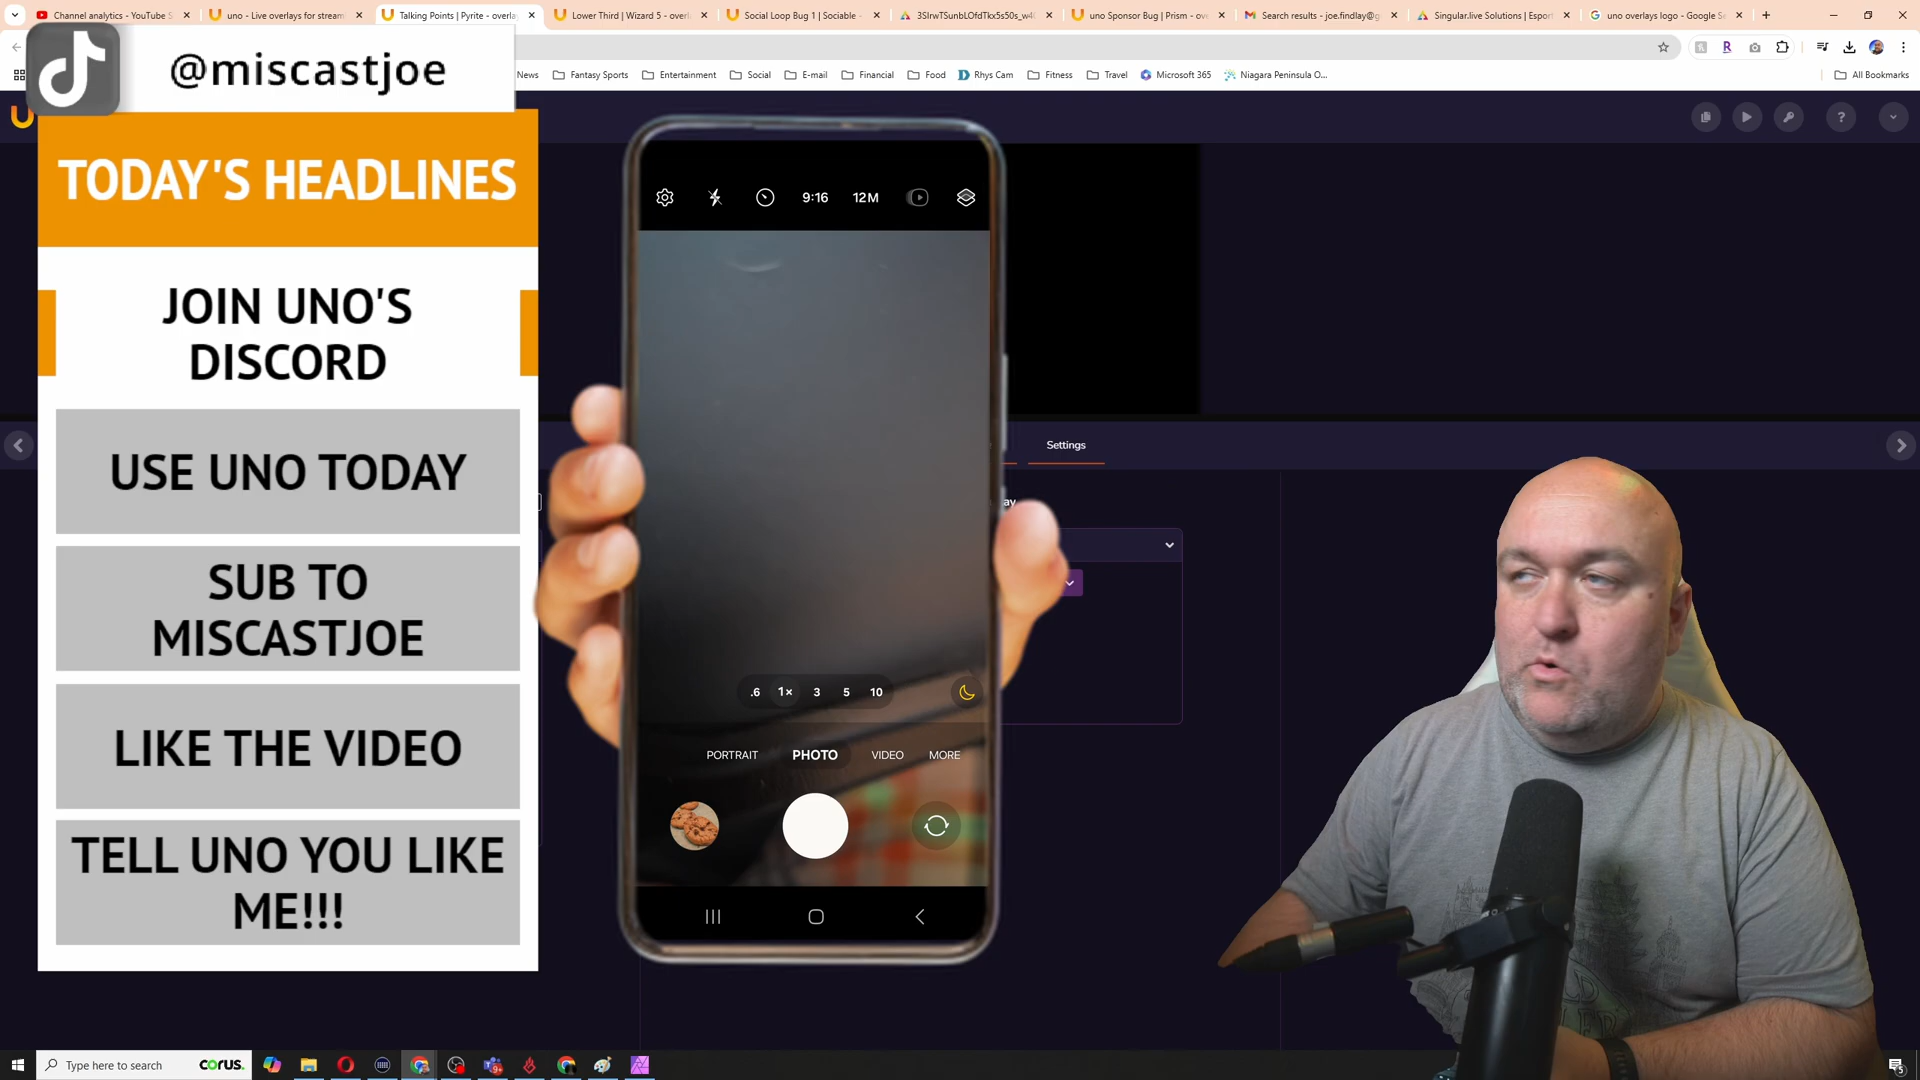 Channel analytics - YouTube S
uno - Live overlays for stream
Talking Points | Pyrite - overla
Lower Third | Wizard 5 - overl
Social Loop Bug 1 | Sociable -
uno Sponsor Bug | Prism - ove
Search results - joe.findlay@g
Singular.live Solutions | Esport
uno overlays logo - Google Se
News
Fantasy Sports
Entertainment
Social
E-mail
Financial
Food
Rhys Cam
Fitness
Travel
Microsoft 365
Niagara Peninsula O...
All Bookmarks
@miscastjoe
TODAY'S HEADLINES
JOIN UNO'S
DISCORD
USE UNO TODAY
SUB TO
MISCASTJOE
LIKE THE VIDEO
TELL UNO YOU LIKE
ME!!!
9:16
12M
.6
1×
3
5
10
PORTRAIT
PHOTO
VIDEO
MORE
Settings
ay
Type here to search
corus.